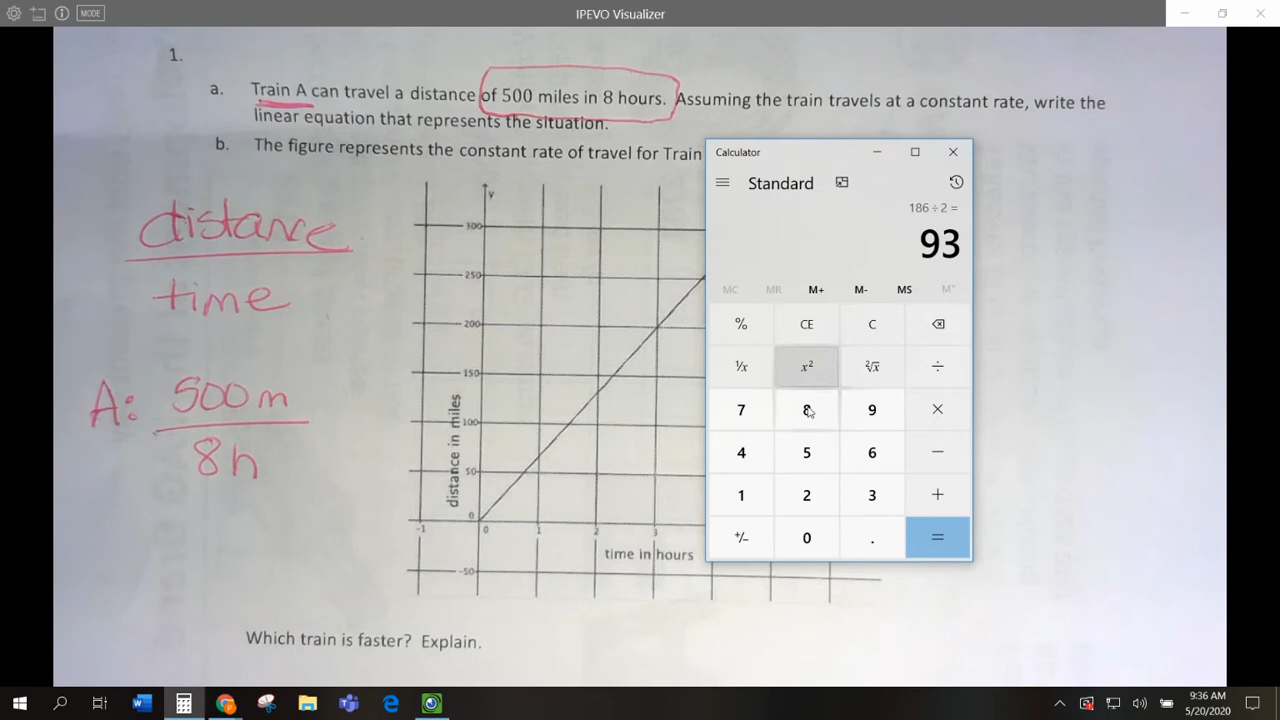 MODE
IPEVO Visualizer
1.
a. Train A can travel a distance of 500 miles in 8 hours. Assuming the train travels at a constant rate, write the
linear equation that represents the situation.
b. The figure represents the constant rate of travel for Train
distance
time
A: 500m
8h
y
300
250
200
150
100
50
0
-50
-1
0
1
2
3
distance in miles
time in hours
Which train is faster? Explain.
Calculator
Standard
186 ÷ 2 =
93
MC MR M+ M- MS M˅
% CE C
¹/x x² ²√x ÷
7 8 9 ×
4 5 6 −
1 2 3 +
+/− 0 . =
9:36 AM
5/20/2020